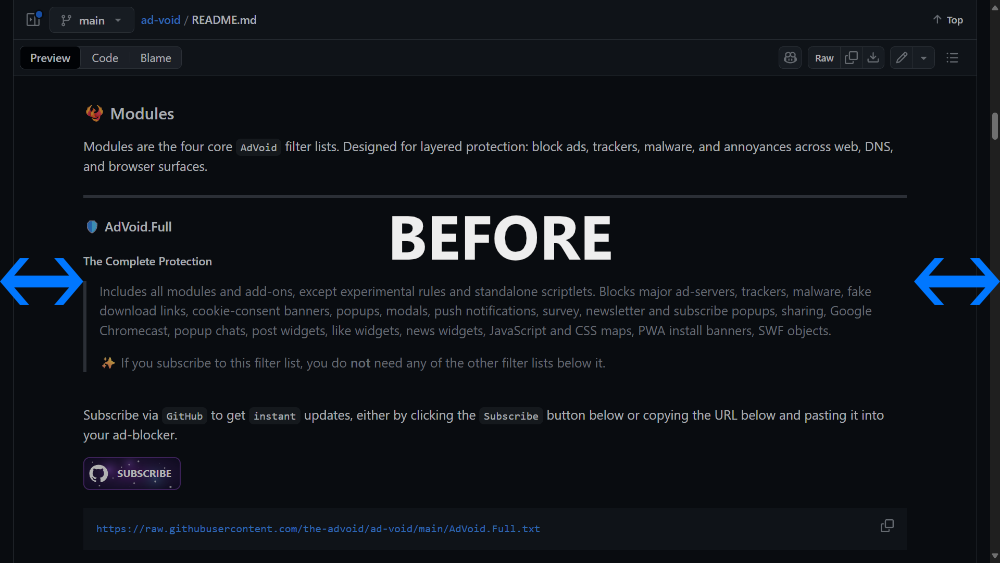 main
ad-void / README.md
Top
Preview
Code
Blame
Raw
Modules
Modules are the four core AdVoid filter lists. Designed for layered protection: block ads, trackers, malware, and annoyances across web, DNS,
and browser surfaces.
AdVoid.Full
BEFORE
The Complete Protection
Includes all modules and add-ons, except experimental rules and standalone scriptlets. Blocks major ad-servers, trackers, malware, fake
download links, cookie-consent banners, popups, modals, push notifications, survey, newsletter and subscribe popups, sharing, Google
Chromecast, popup chats, post widgets, like widgets, news widgets, JavaScript and CSS maps, PWA install banners, SWF objects.
✨ If you subscribe to this filter list, you do not need any of the other filter lists below it.
Subscribe via GitHub to get instant updates, either by clicking the Subscribe button below or copying the URL below and pasting it into
your ad-blocker.
SUBSCRIBE
https://raw.githubusercontent.com/the-advoid/ad-void/main/AdVoid.Full.txt